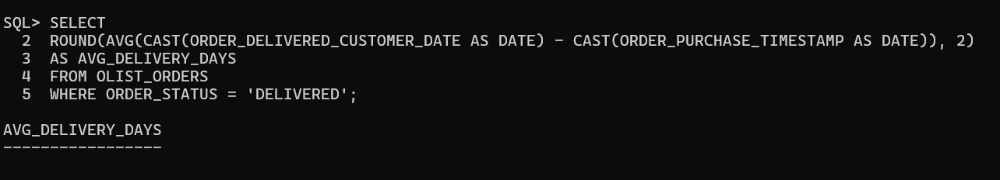 SQL> SELECT
  2  ROUND(AVG(CAST(ORDER_DELIVERED_CUSTOMER_DATE AS DATE) - CAST(ORDER_PURCHASE_TIMESTAMP AS DATE)), 2)
  3  AS AVG_DELIVERY_DAYS
  4  FROM OLIST_ORDERS
  5  WHERE ORDER_STATUS = 'DELIVERED';
AVG_DELIVERY_DAYS
-----------------